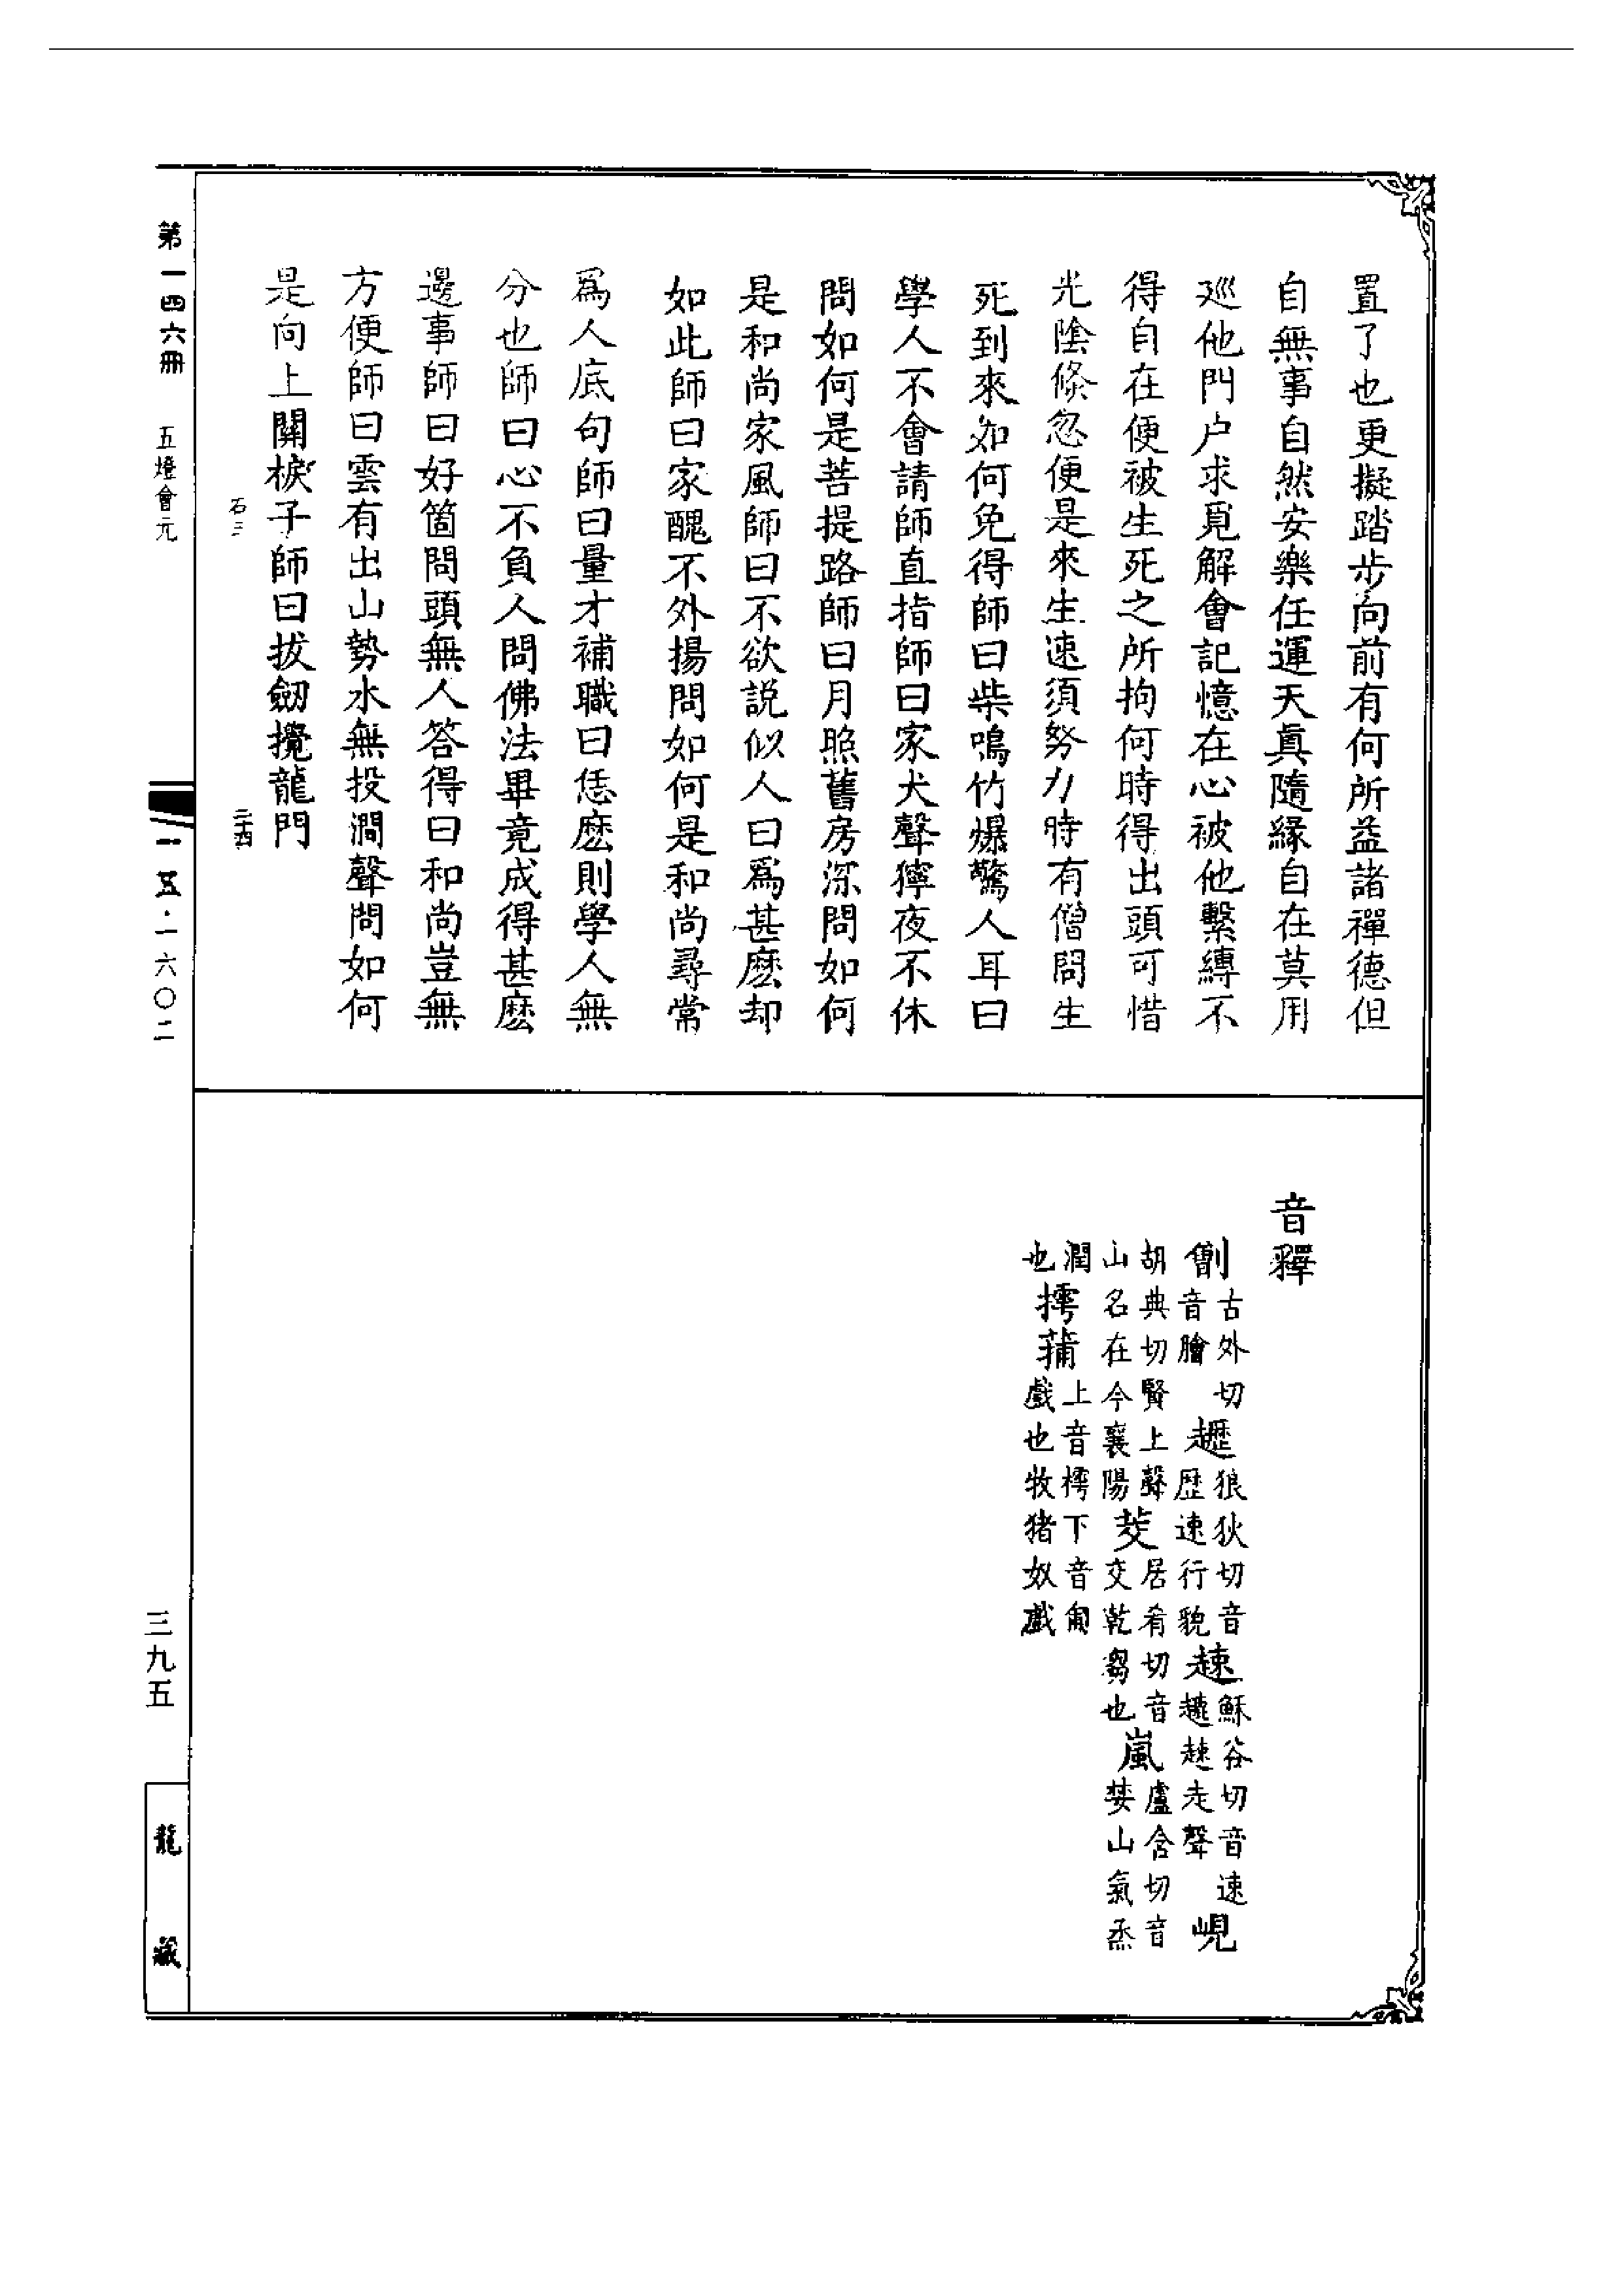 置了也更擬踏步向前有何所益諸禪德但
自無事自然安樂任運天真隨緣自在莫用
巡他門户求覓解會記憶在心被他繫縛不
得自在便被生死之所拘何時得出頭可惜
光陰倏忽便是來生速須努力時有僧問生
死到來如何免得師曰柴鳴竹爆驚人耳曰
學人不會請師直指師曰家犬聲獰夜不休
問如何是菩提路師曰月照舊房深問如何
是和尚家風師曰不欲説似人曰爲甚麽却
如此師曰家醜不外揚問如何是和尚尋常
爲人底句師曰量才補職曰恁麽則學人無
分也師曰心不負人問佛法畢竟成得甚麽
邊事師曰好箇問頭無人答得曰和尚豈無
方便師曰雲有出山勢水無投澗聲問如何
是向上關棙子師曰拔劒攪龍門
石三
三十四
音釋
劊古外切音膾 趰狼狄切音歷速行貌 趚蘇谷切音速趰趚走聲 峴
胡典切賢上聲山名在今襄陽 茭居肴切音交乾芻也 嵐盧含切音婪山氣烝
潤也 摴蒱上音樗下音匍戲也牧猪奴戲
第一四六冊
五燈會元
一一五·一六〇二
三九五
龍藏